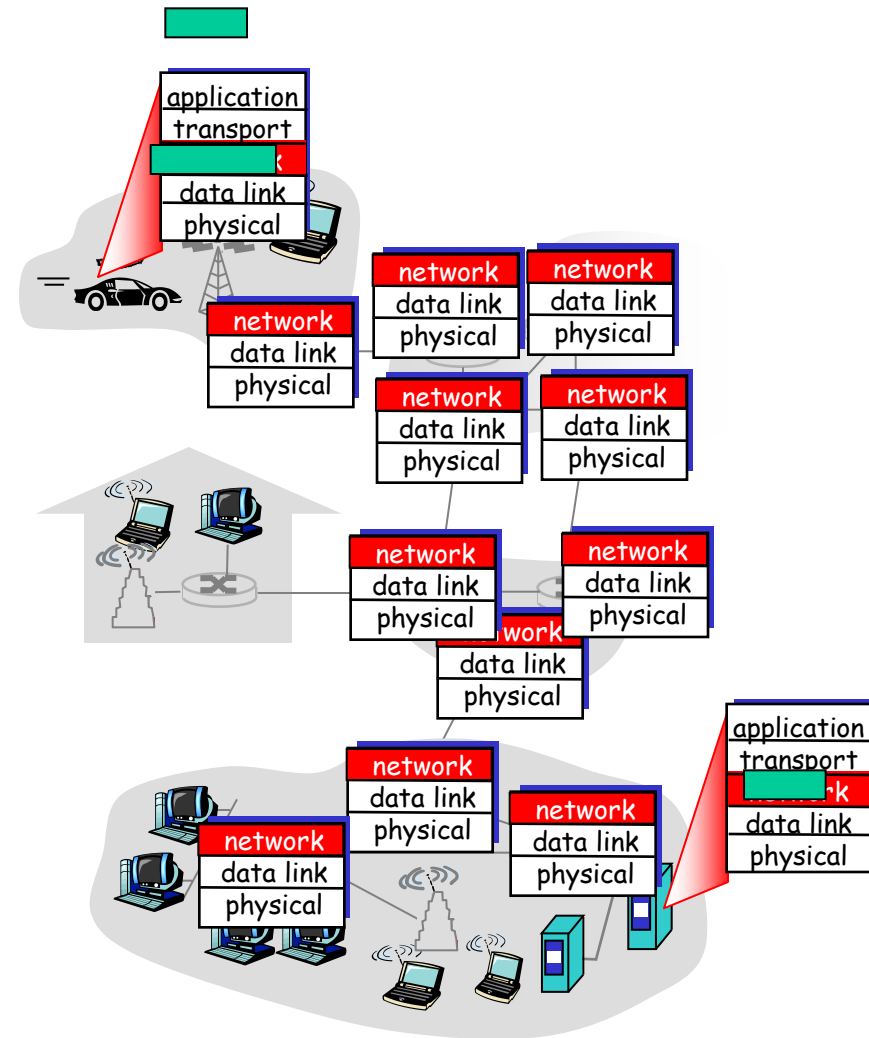 application
transport
data link
physical
network
data link
physical
network
data link
physical
network
data link
physical
network
data link
physical
network
data link
physical
network
data link
physical
network
data link
physical
data link
physical
application
transport
data link
physical
network
data link
physical
network
data link
physical
network
data link
physical